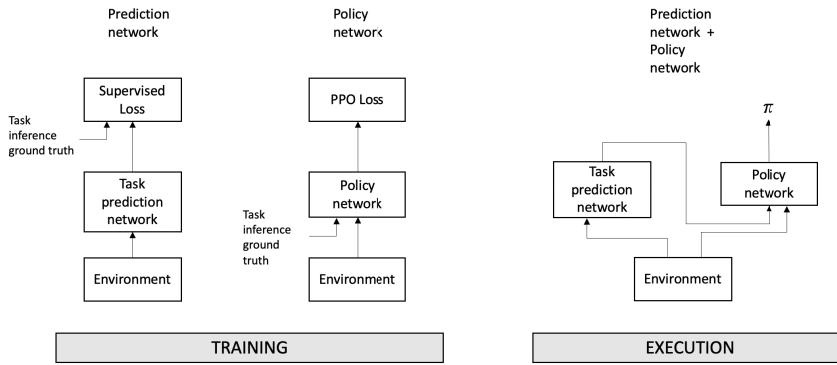 Prediction
network
Policy
network
Supervised
Loss
Task
inference
ground truth
Task
prediction
network
Environment
PPO Loss
Policy
network
Task
inference
ground
truth
Environment
TRAINING
Prediction
network +
Policy
network
π
Task
prediction
network
Policy
network
Environment
EXECUTION